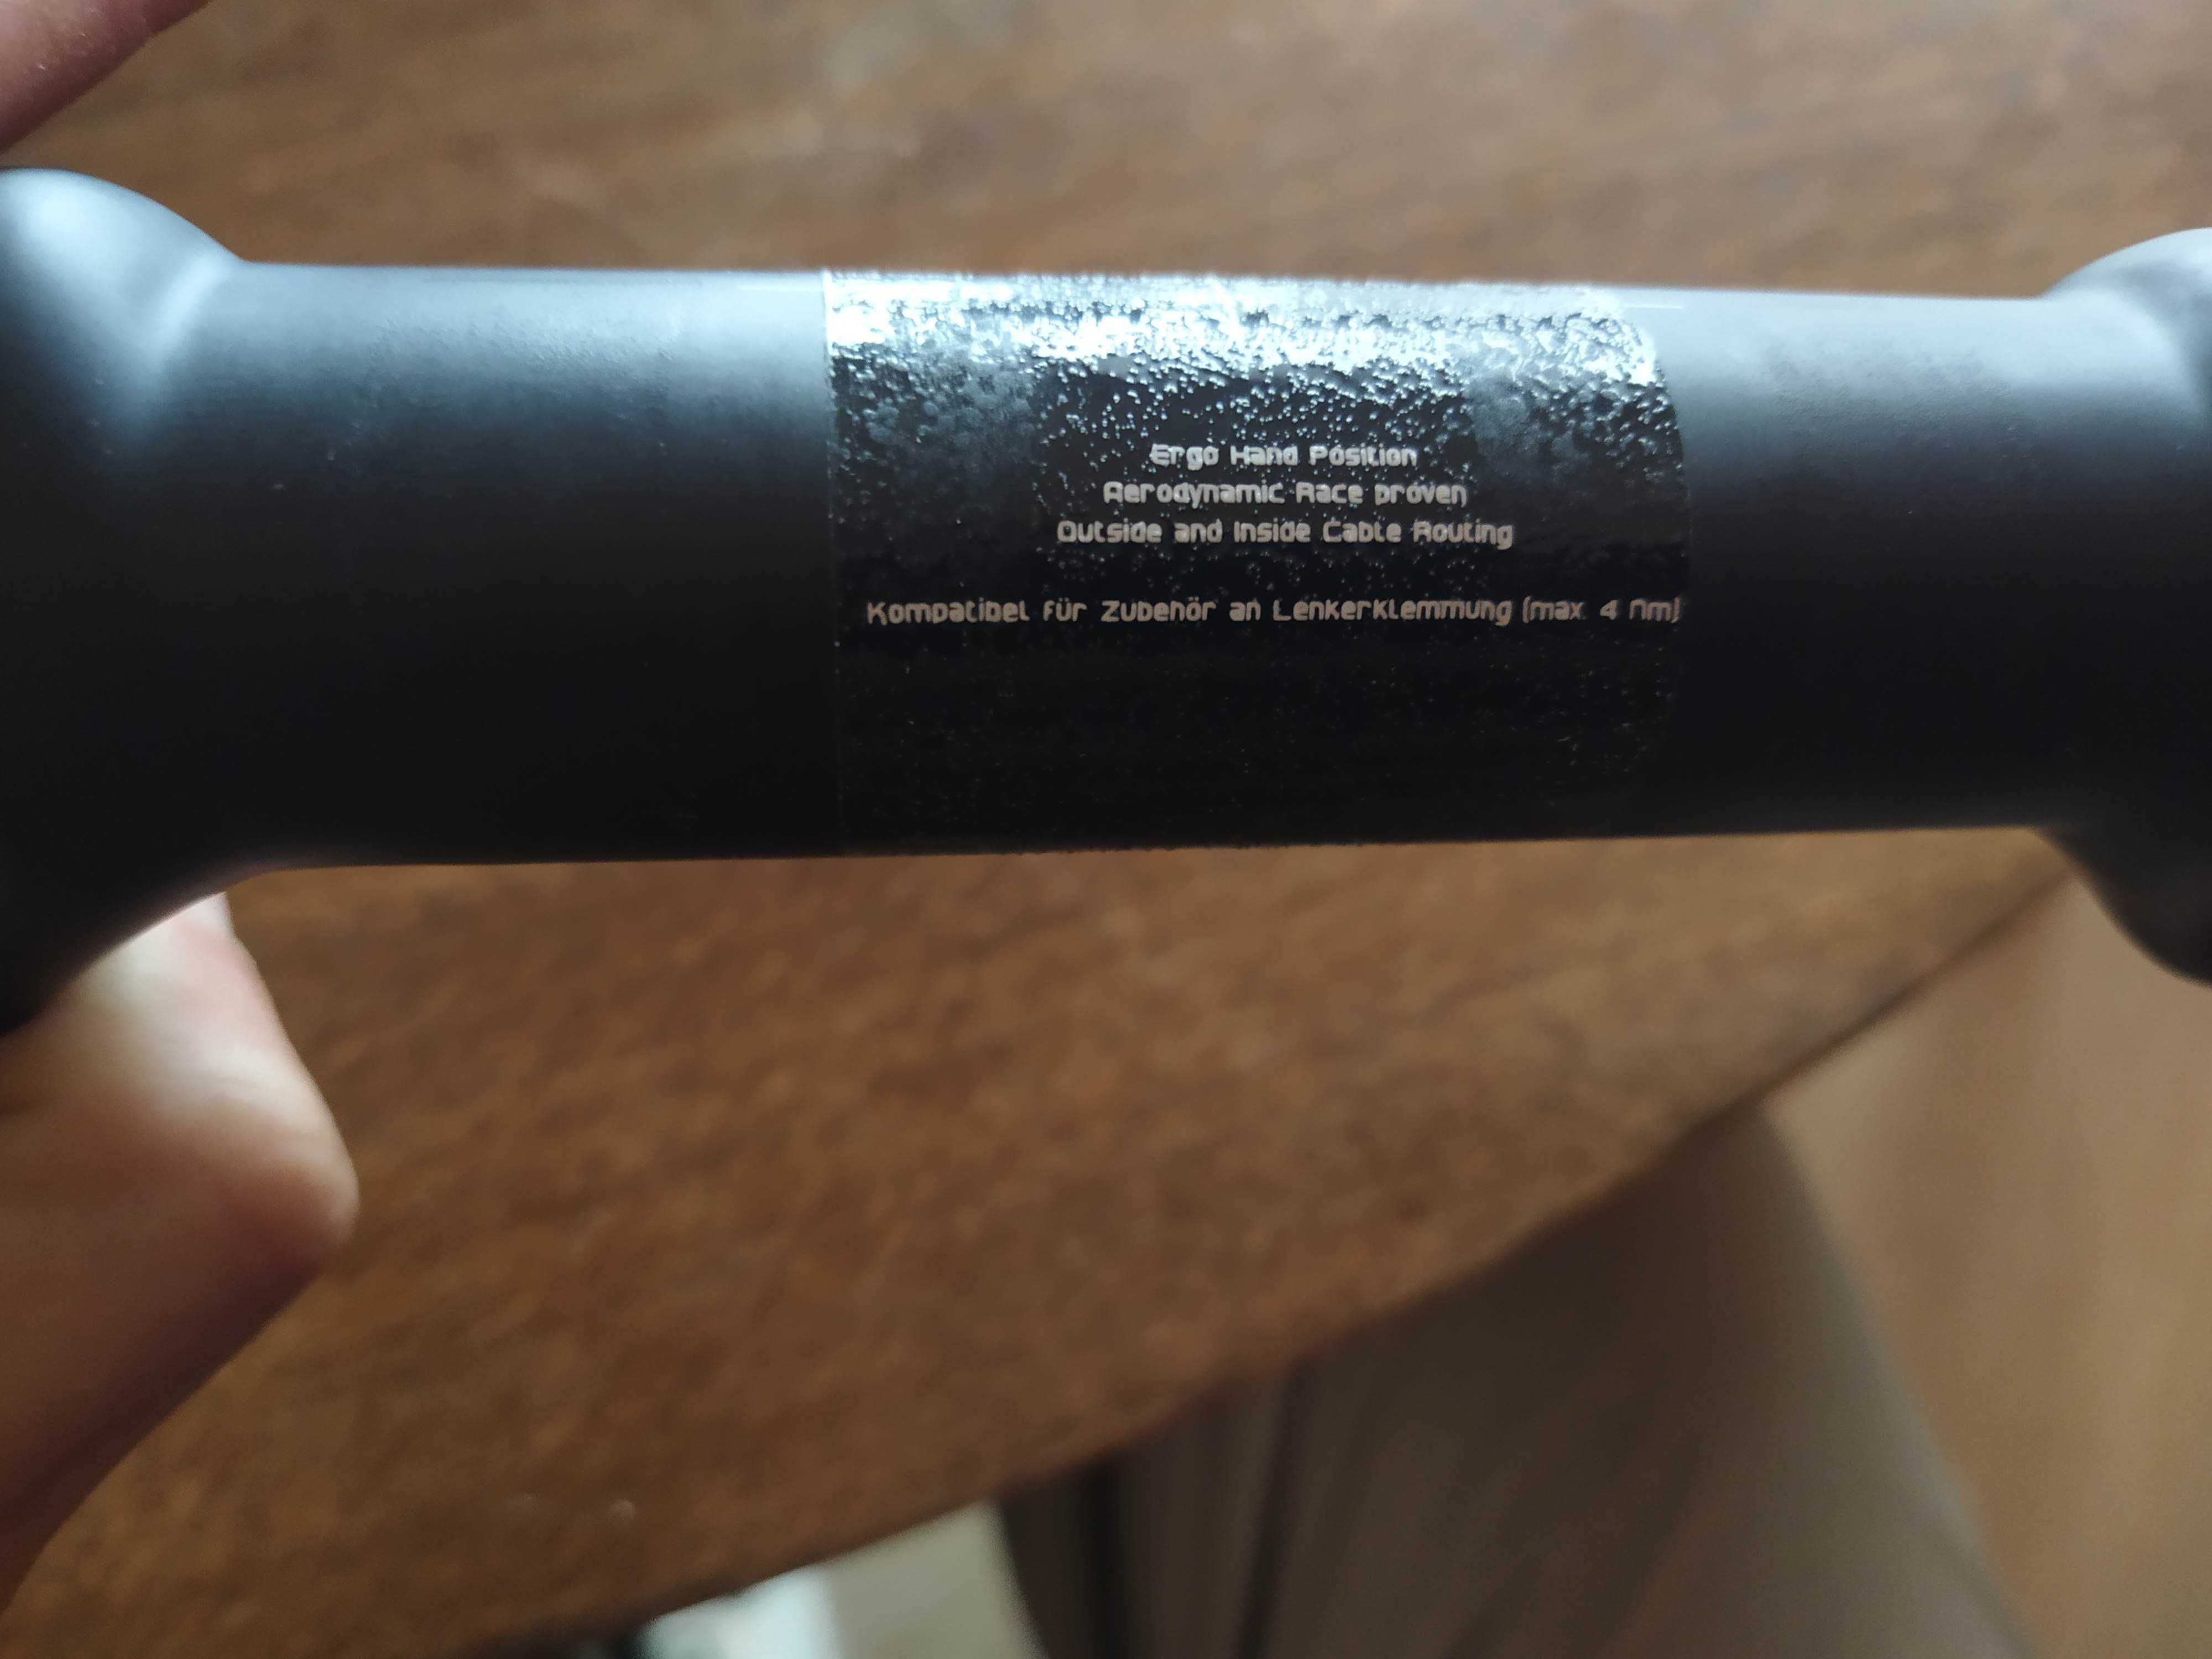 Ergo Hand Position
Aerodynamic Race proven
Outside and Inside Cable Routing
Kompatibel für Zubehör an Lenkerklemmung (max. 4 Nm)